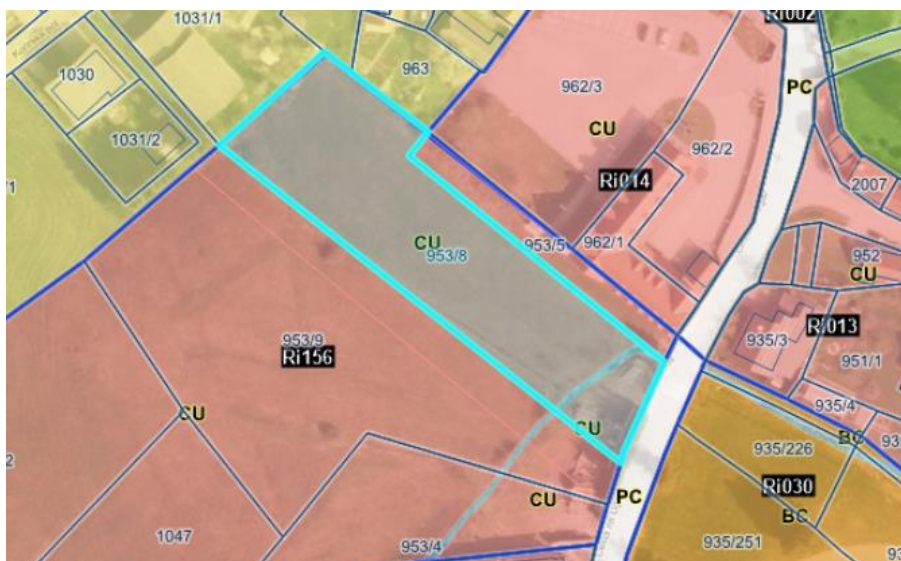 1031/1
Ri002
1030
963
962/3
PC
CU
1031/2
962/2
Ri014
2007
CU
953/8
953/5
962/1
952
CU
935/3
Ri013
951/1
953/9
Ri156
935/4
CU
CU
BC
935/226
Ri030
CU
PC
BC
1047
953/4
935/251